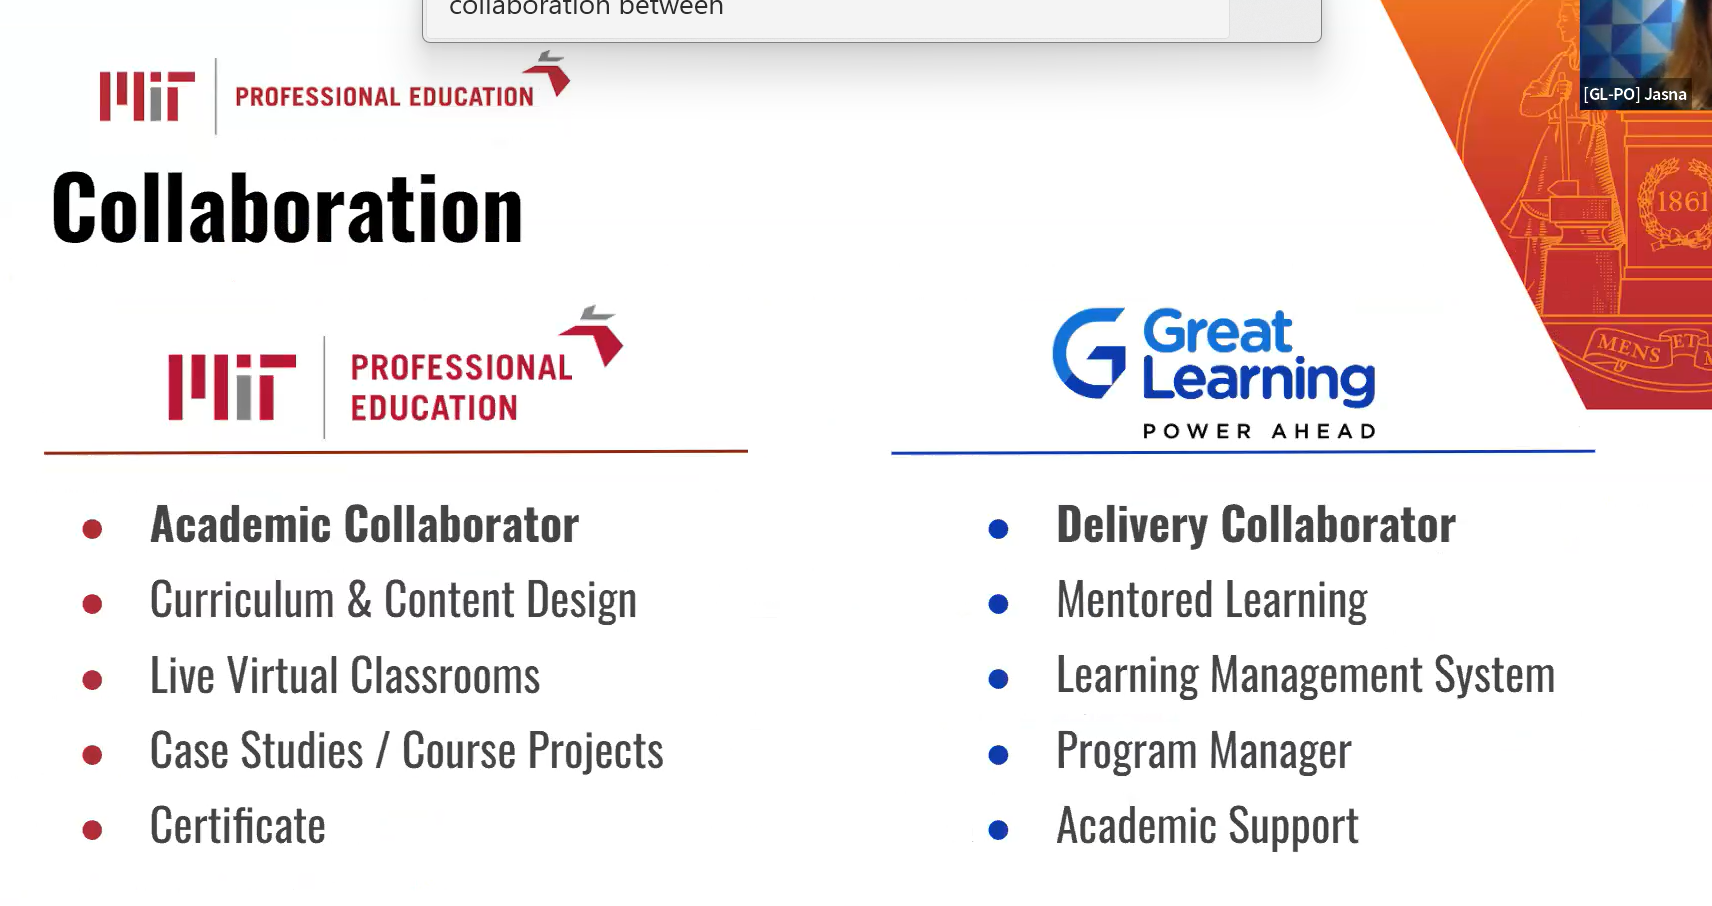 collaboration between
MIT PROFESSIONAL EDUCATION
[GL-PO] Jasna
Collaboration
1861
MENS ET
MIT PROFESSIONAL
EDUCATION
Great
Learning
POWER AHEAD
Academic Collaborator
Curriculum & Content Design
Live Virtual Classrooms
Case Studies / Course Projects
Certificate
Delivery Collaborator
Mentored Learning
Learning Management System
Program Manager
Academic Support